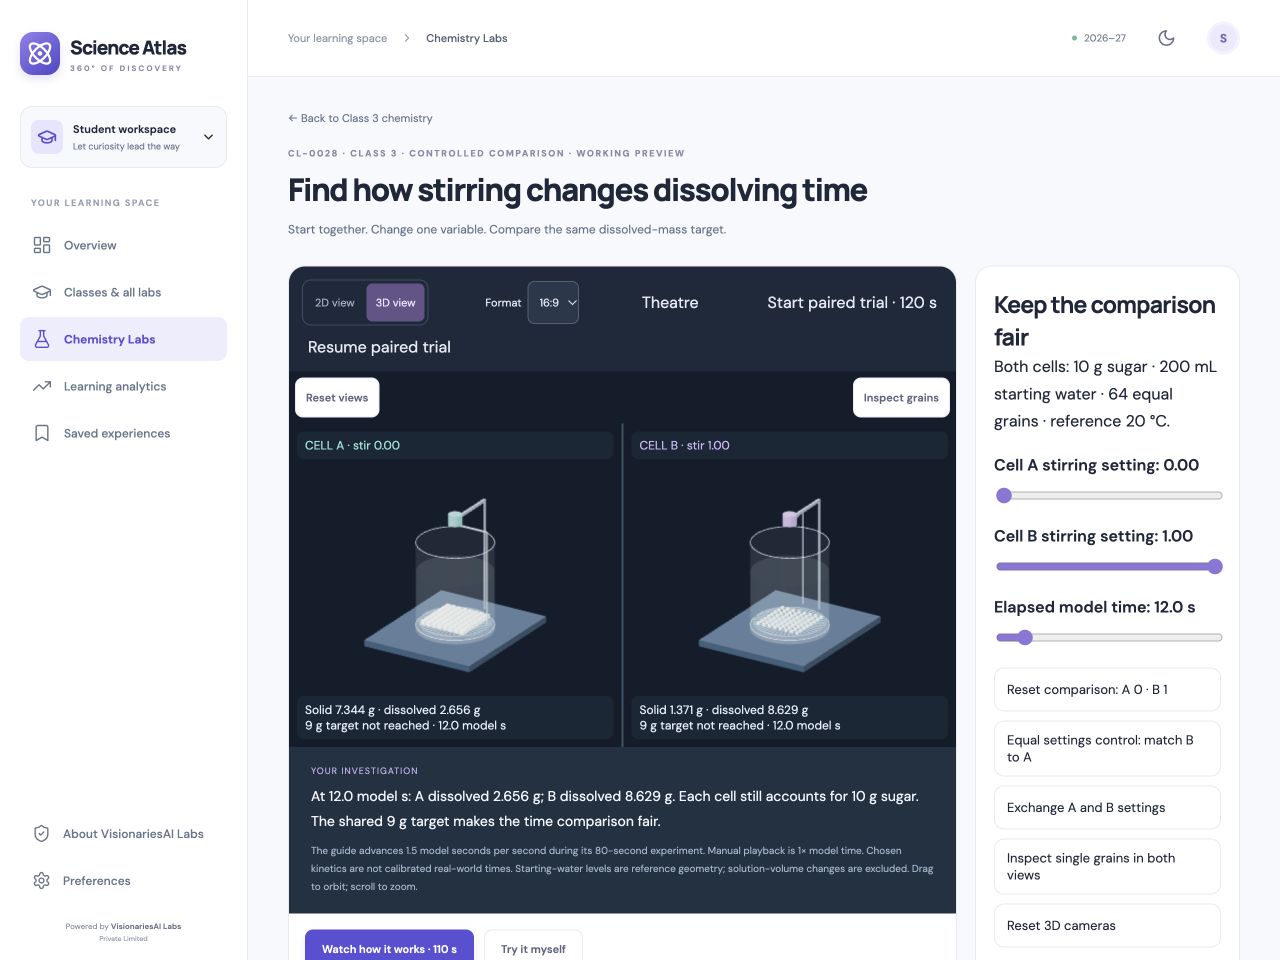 Science Atlas
360° OF DISCOVERY
Student workspace
Let curiosity lead the way
YOUR LEARNING SPACE
Overview
Classes & all labs
Chemistry Labs
Learning analytics
Saved experiences
About VisionariesAI Labs
Preferences
Powered by VisionariesAI Labs
Private Limited
Your learning space
Chemistry Labs
2026–27
S
← Back to Class 3 chemistry
CL-0028 · CLASS 3 · CONTROLLED COMPARISON · WORKING PREVIEW
Find how stirring changes dissolving time
Start together. Change one variable. Compare the same dissolved-mass target.
2D view
3D view
Format
16:9
Theatre
Start paired trial · 120 s
Resume paired trial
Reset views
Inspect grains
CELL A · stir 0.00
CELL B · stir 1.00
Solid 7.344 g · dissolved 2.656 g
9 g target not reached · 12.0 model s
Solid 1.371 g · dissolved 8.629 g
9 g target not reached · 12.0 model s
YOUR INVESTIGATION
At 12.0 model s: A dissolved 2.656 g; B dissolved 8.629 g. Each cell still accounts for 10 g sugar.
The shared 9 g target makes the time comparison fair.
The guide advances 1.5 model seconds per second during its 80-second experiment. Manual playback is 1× model time. Chosen
kinetics are not calibrated real-world times. Starting-water levels are reference geometry; solution-volume changes are excluded. Drag
to orbit; scroll to zoom.
Watch how it works · 110 s
Try it myself
Keep the comparison
fair
Both cells: 10 g sugar · 200 mL
starting water · 64 equal
grains · reference 20 °C.
Cell A stirring setting: 0.00
Cell B stirring setting: 1.00
Elapsed model time: 12.0 s
Reset comparison: A 0 · B 1
Equal settings control: match B
to A
Exchange A and B settings
Inspect single grains in both
views
Reset 3D cameras